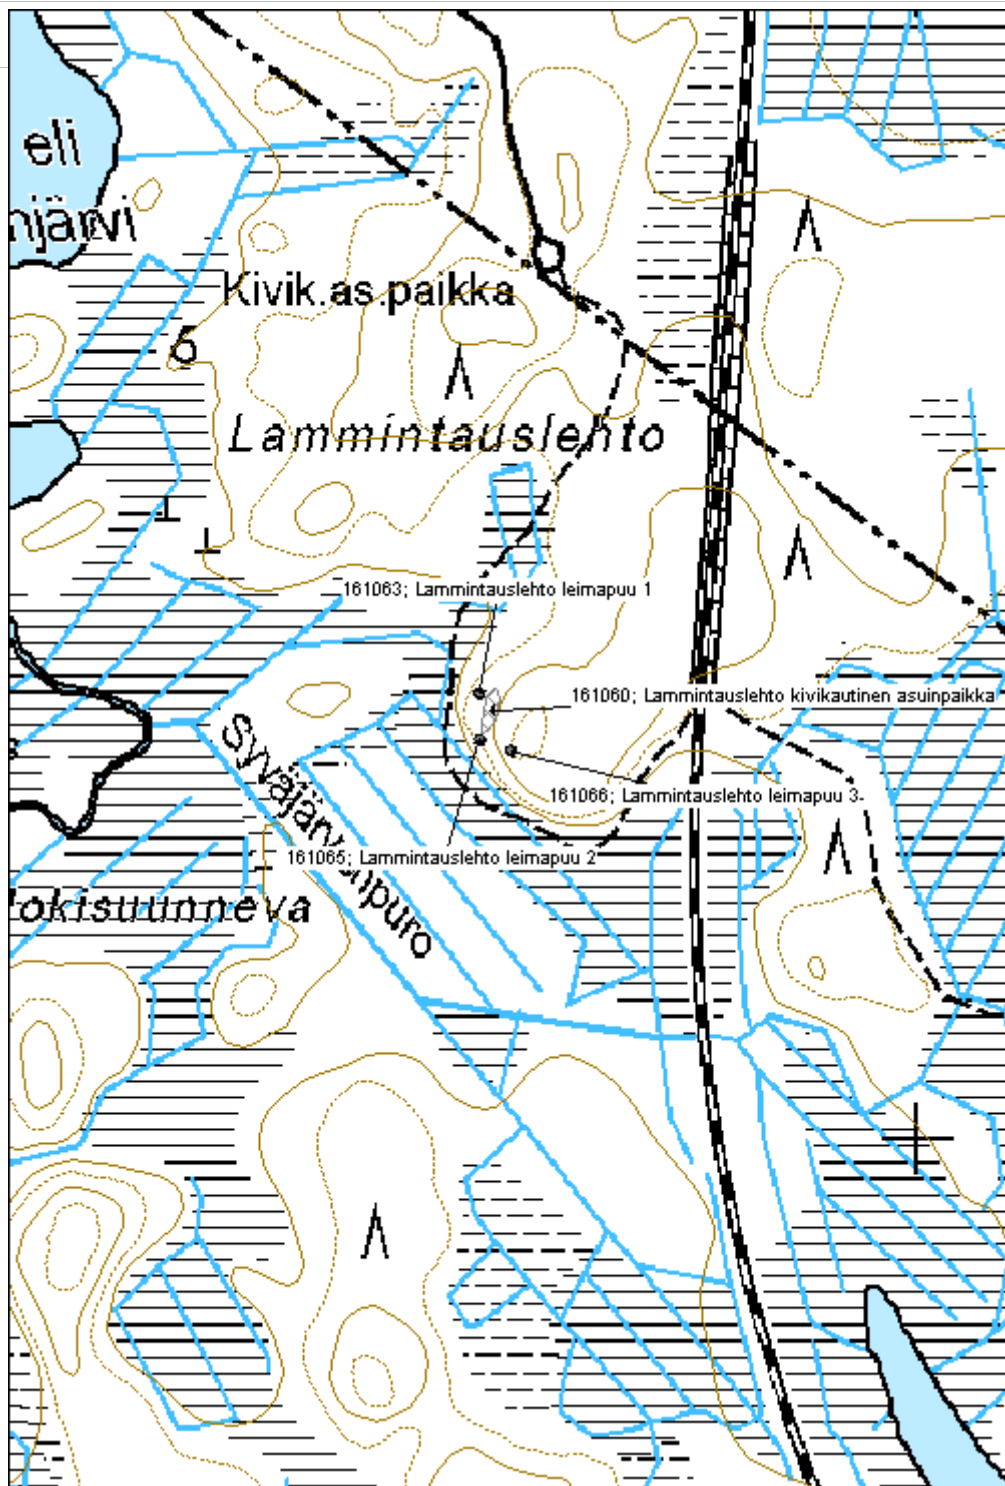 eli
njärvi
Kivik.as.paikka
6
Lammintauslehto
161063; Lammintauslehto leimapuu 1
161060; Lammintauslehto kivikautinen asuinpaikka
Syväjärvenpuro
161066; Lammintauslehto leimapuu 3
161065; Lammintauslehto leimapuu 2
okisuunneva